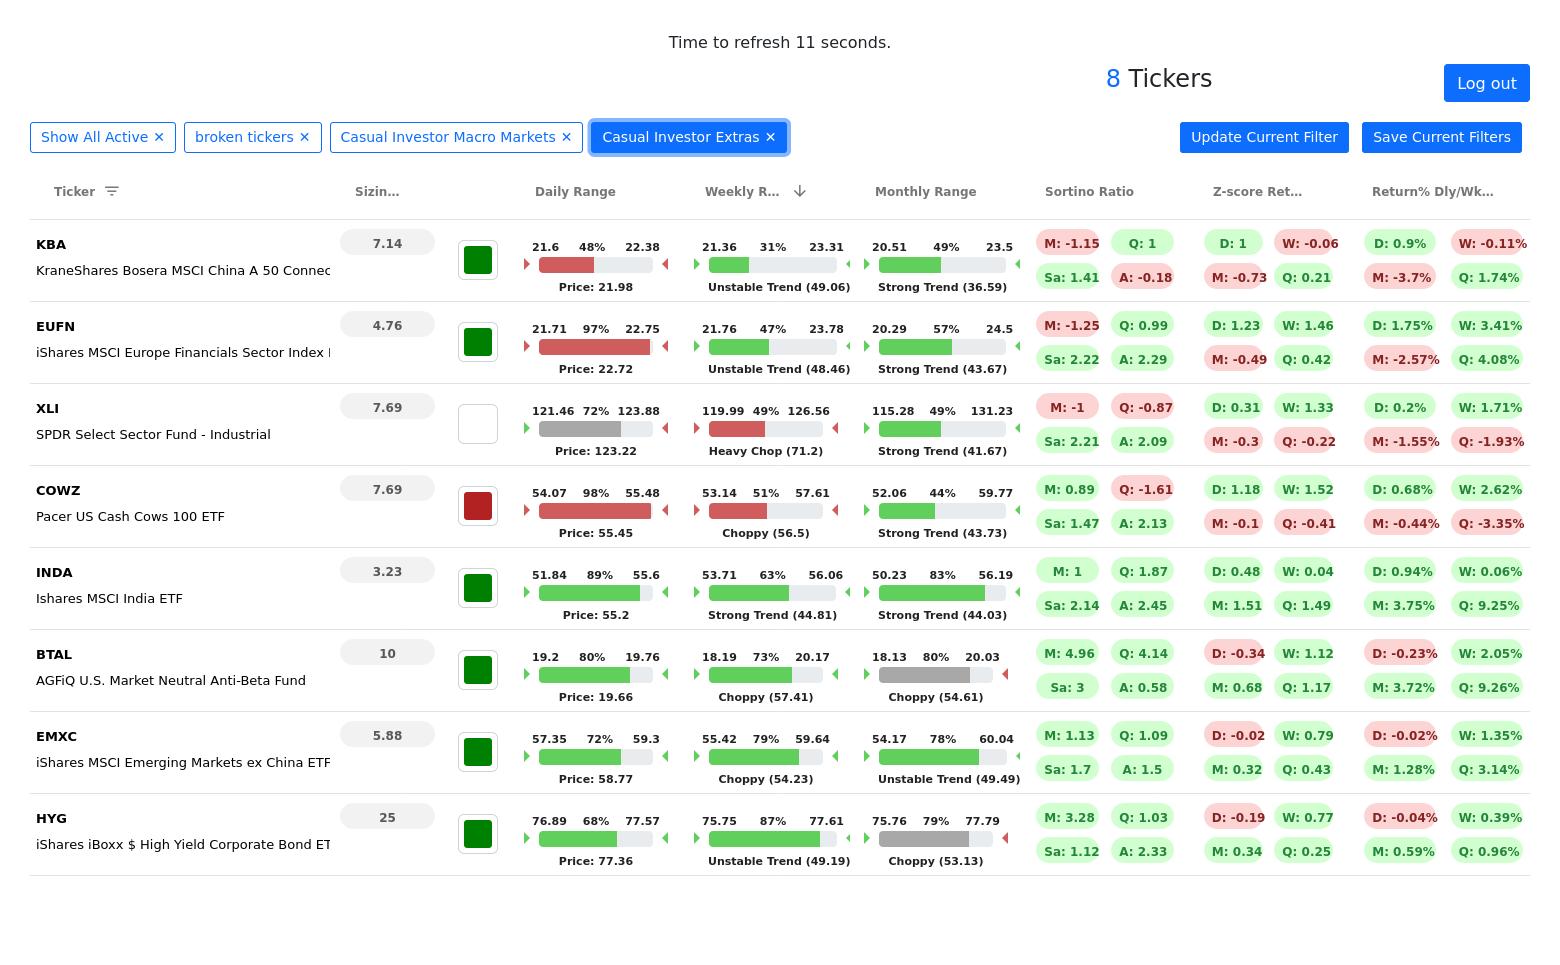 Time to refresh 11 seconds.
8 Tickers
Log out
Show All Active ✕ broken tickers ✕ Casual Investor Macro Markets ✕ Casual Investor Extras ✕ Update Current Filter Save Current Filters
Ticker Sizin... Daily Range Weekly R... Monthly Range Sortino Ratio Z-score Ret... Return% Dly/Wk...
KBA 7.14 21.6 48% 22.38 21.36 31% 23.31 20.51 49% 23.5 M: -1.15 Q: 1 D: 1 W: -0.06 D: 0.9% W: -0.11%
KraneShares Bosera MSCI China A 50 Connec Price: 21.98 Unstable Trend (49.06) Strong Trend (36.59) Sa: 1.41 A: -0.18 M: -0.73 Q: 0.21 M: -3.7% Q: 1.74%
EUFN 4.76 21.71 97% 22.75 21.76 47% 23.78 20.29 57% 24.5 M: -1.25 Q: 0.99 D: 1.23 W: 1.46 D: 1.75% W: 3.41%
iShares MSCI Europe Financials Sector Index Price: 22.72 Unstable Trend (48.46) Strong Trend (43.67) Sa: 2.22 A: 2.29 M: -0.49 Q: 0.42 M: -2.57% Q: 4.08%
XLI 7.69 121.46 72% 123.88 119.99 49% 126.56 115.28 49% 131.23 M: -1 Q: -0.87 D: 0.31 W: 1.33 D: 0.2% W: 1.71%
SPDR Select Sector Fund - Industrial Price: 123.22 Heavy Chop (71.2) Strong Trend (41.67) Sa: 2.21 A: 2.09 M: -0.3 Q: -0.22 M: -1.55% Q: -1.93%
COWZ 7.69 54.07 98% 55.48 53.14 51% 57.61 52.06 44% 59.77 M: 0.89 Q: -1.61 D: 1.18 W: 1.52 D: 0.68% W: 2.62%
Pacer US Cash Cows 100 ETF Price: 55.45 Choppy (56.5) Strong Trend (43.73) Sa: 1.47 A: 2.13 M: -0.1 Q: -0.41 M: -0.44% Q: -3.35%
INDA 3.23 51.84 89% 55.6 53.71 63% 56.06 50.23 83% 56.19 M: 1 Q: 1.87 D: 0.48 W: 0.04 D: 0.94% W: 0.06%
Ishares MSCI India ETF Price: 55.2 Strong Trend (44.81) Strong Trend (44.03) Sa: 2.14 A: 2.45 M: 1.51 Q: 1.49 M: 3.75% Q: 9.25%
BTAL 10 19.2 80% 19.76 18.19 73% 20.17 18.13 80% 20.03 M: 4.96 Q: 4.14 D: -0.34 W: 1.12 D: -0.23% W: 2.05%
AGFiQ U.S. Market Neutral Anti-Beta Fund Price: 19.66 Choppy (57.41) Choppy (54.61) Sa: 3 A: 0.58 M: 0.68 Q: 1.17 M: 3.72% Q: 9.26%
EMXC 5.88 57.35 72% 59.3 55.42 79% 59.64 54.17 78% 60.04 M: 1.13 Q: 1.09 D: -0.02 W: 0.79 D: -0.02% W: 1.35%
iShares MSCI Emerging Markets ex China ETF Price: 58.77 Choppy (54.23) Unstable Trend (49.49) Sa: 1.7 A: 1.5 M: 0.32 Q: 0.43 M: 1.28% Q: 3.14%
HYG 25 76.89 68% 77.57 75.75 87% 77.61 75.76 79% 77.79 M: 3.28 Q: 1.03 D: -0.19 W: 0.77 D: -0.04% W: 0.39%
iShares iBoxx $ High Yield Corporate Bond ET Price: 77.36 Unstable Trend (49.19) Choppy (53.13) Sa: 1.12 A: 2.33 M: 0.34 Q: 0.25 M: 0.59% Q: 0.96%